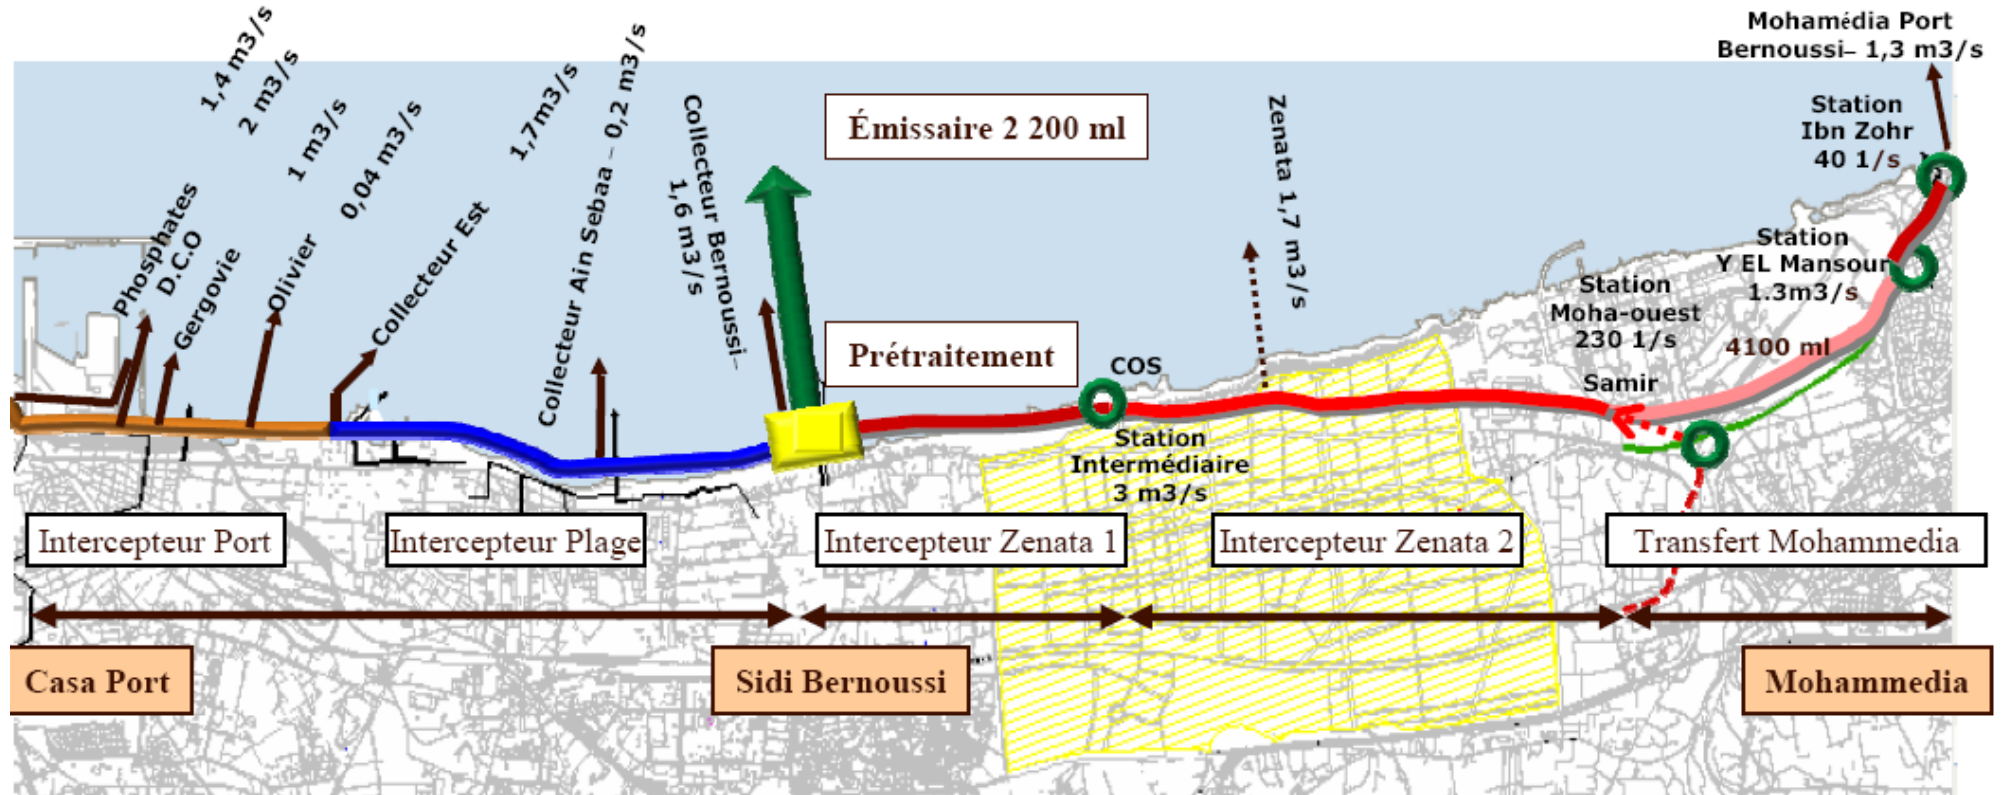 Mohamédia Port
Bernoussi– 1,3 m3/s
1,4 m3/s
2 m3/s
1 m3/s
0,04 m3/s
1,7m3/s
Phosphates
D.C.O
Gergovie
Olivier
Collecteur Est
Collecteur Ain Sebaa – 0,2 m3/s
Collecteur Bernoussi–
1,6 m3/s
Émissaire 2 200 ml
Prétraitement
Zenata 1,7 m3/s
Station
Ibn Zohr
40 1/s
Station
Y EL Mansour
1.3m3/s
Station
Moha-ouest
230 1/s
4100 ml
Samir
COS
Station
Intermédiaire
3 m3/s
Intercepteur Port
Intercepteur Plage
Intercepteur Zenata 1
Intercepteur Zenata 2
Transfert Mohammedia
Casa Port
Sidi Bernoussi
Mohammedia